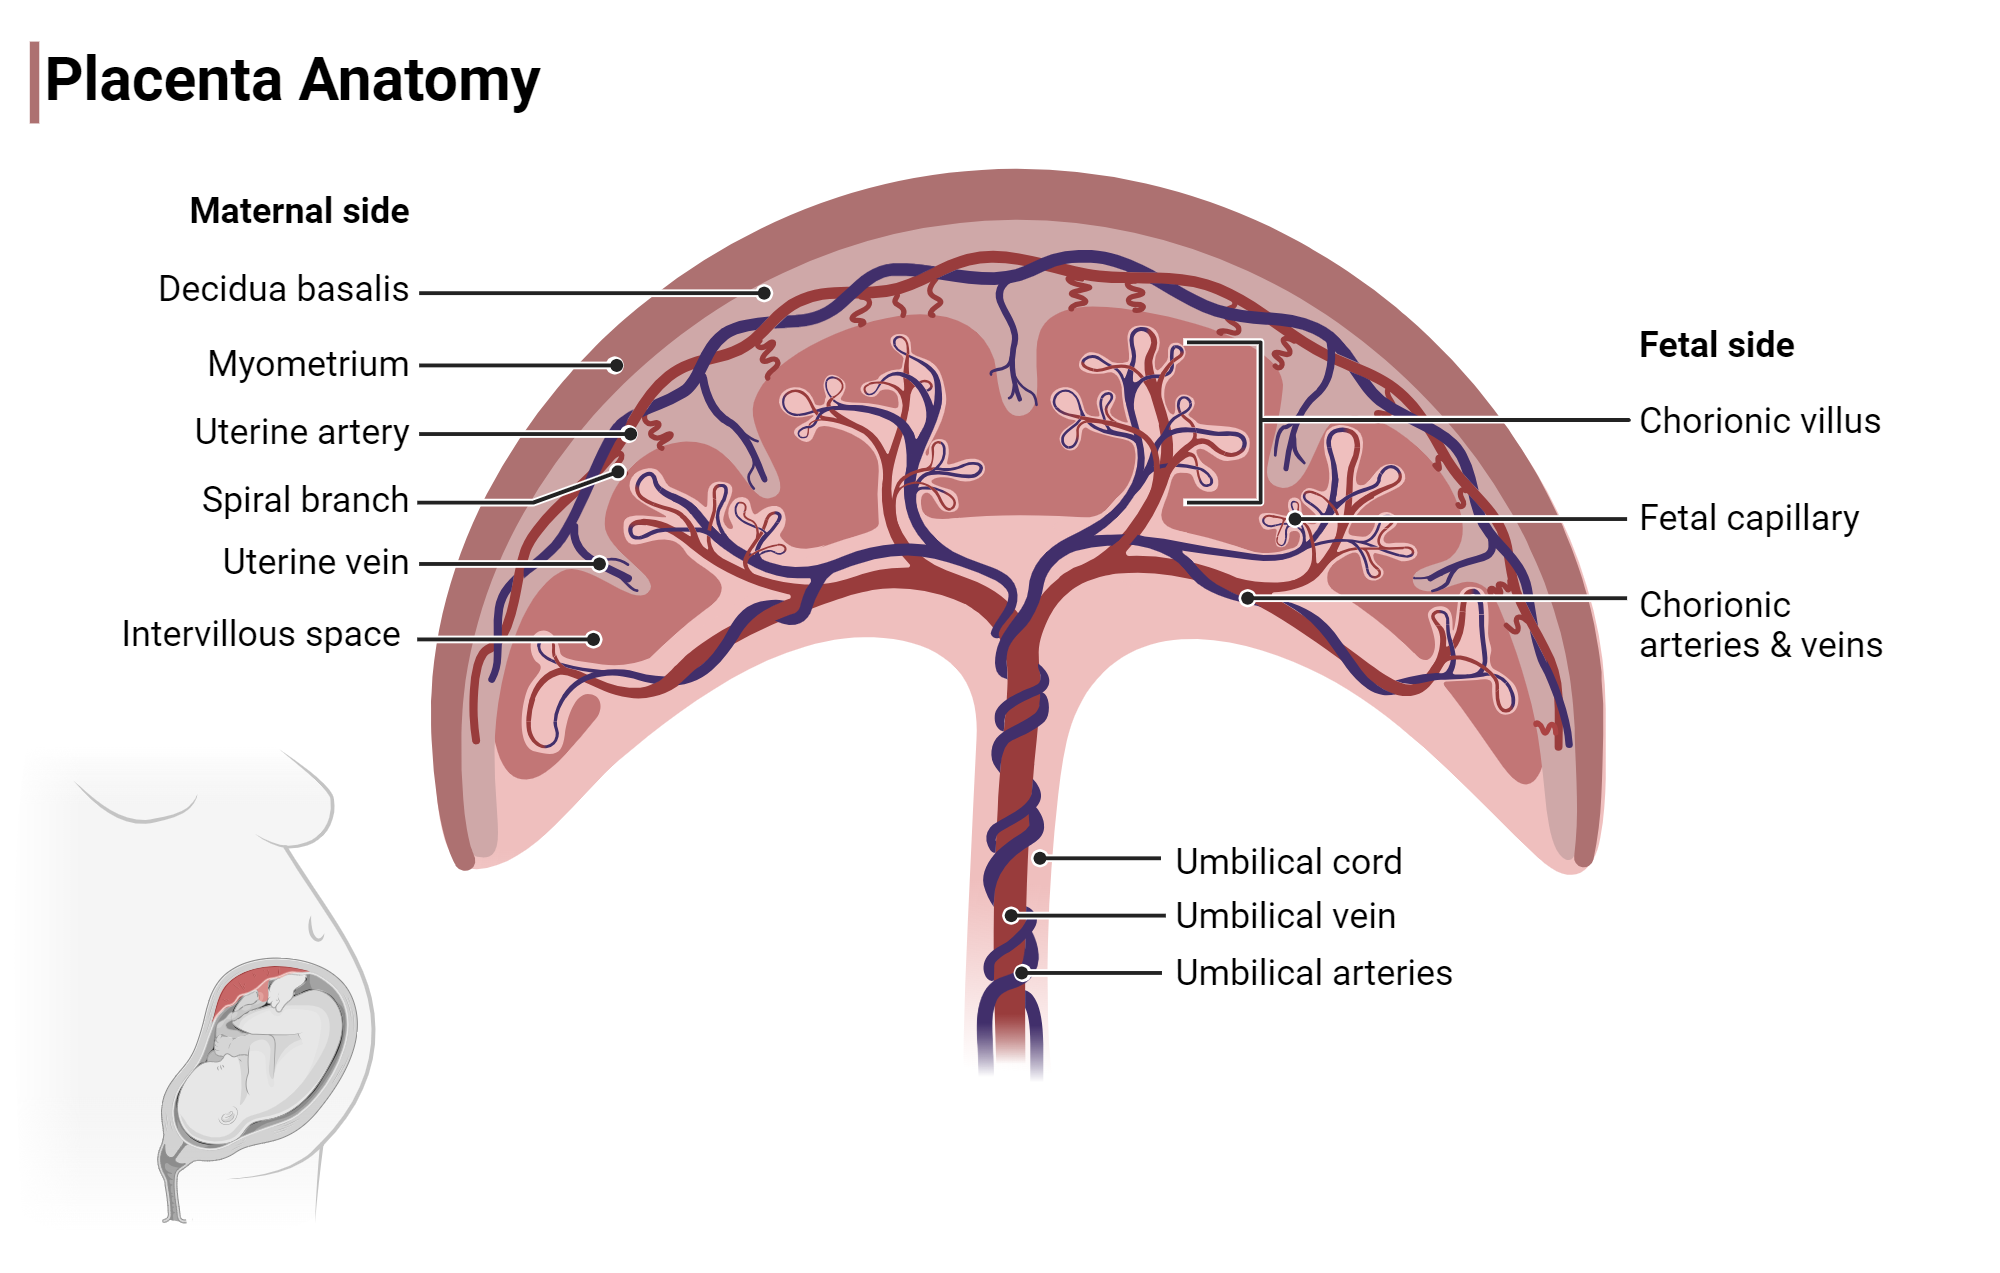 Placenta Anatomy
Maternal side
Decidua basalis
Myometrium
Uterine artery
Spiral branch
Uterine vein
Intervillous space
Fetal side
Chorionic villus
Fetal capillary
Chorionic
arteries & veins
Umbilical cord
Umbilical vein
Umbilical arteries